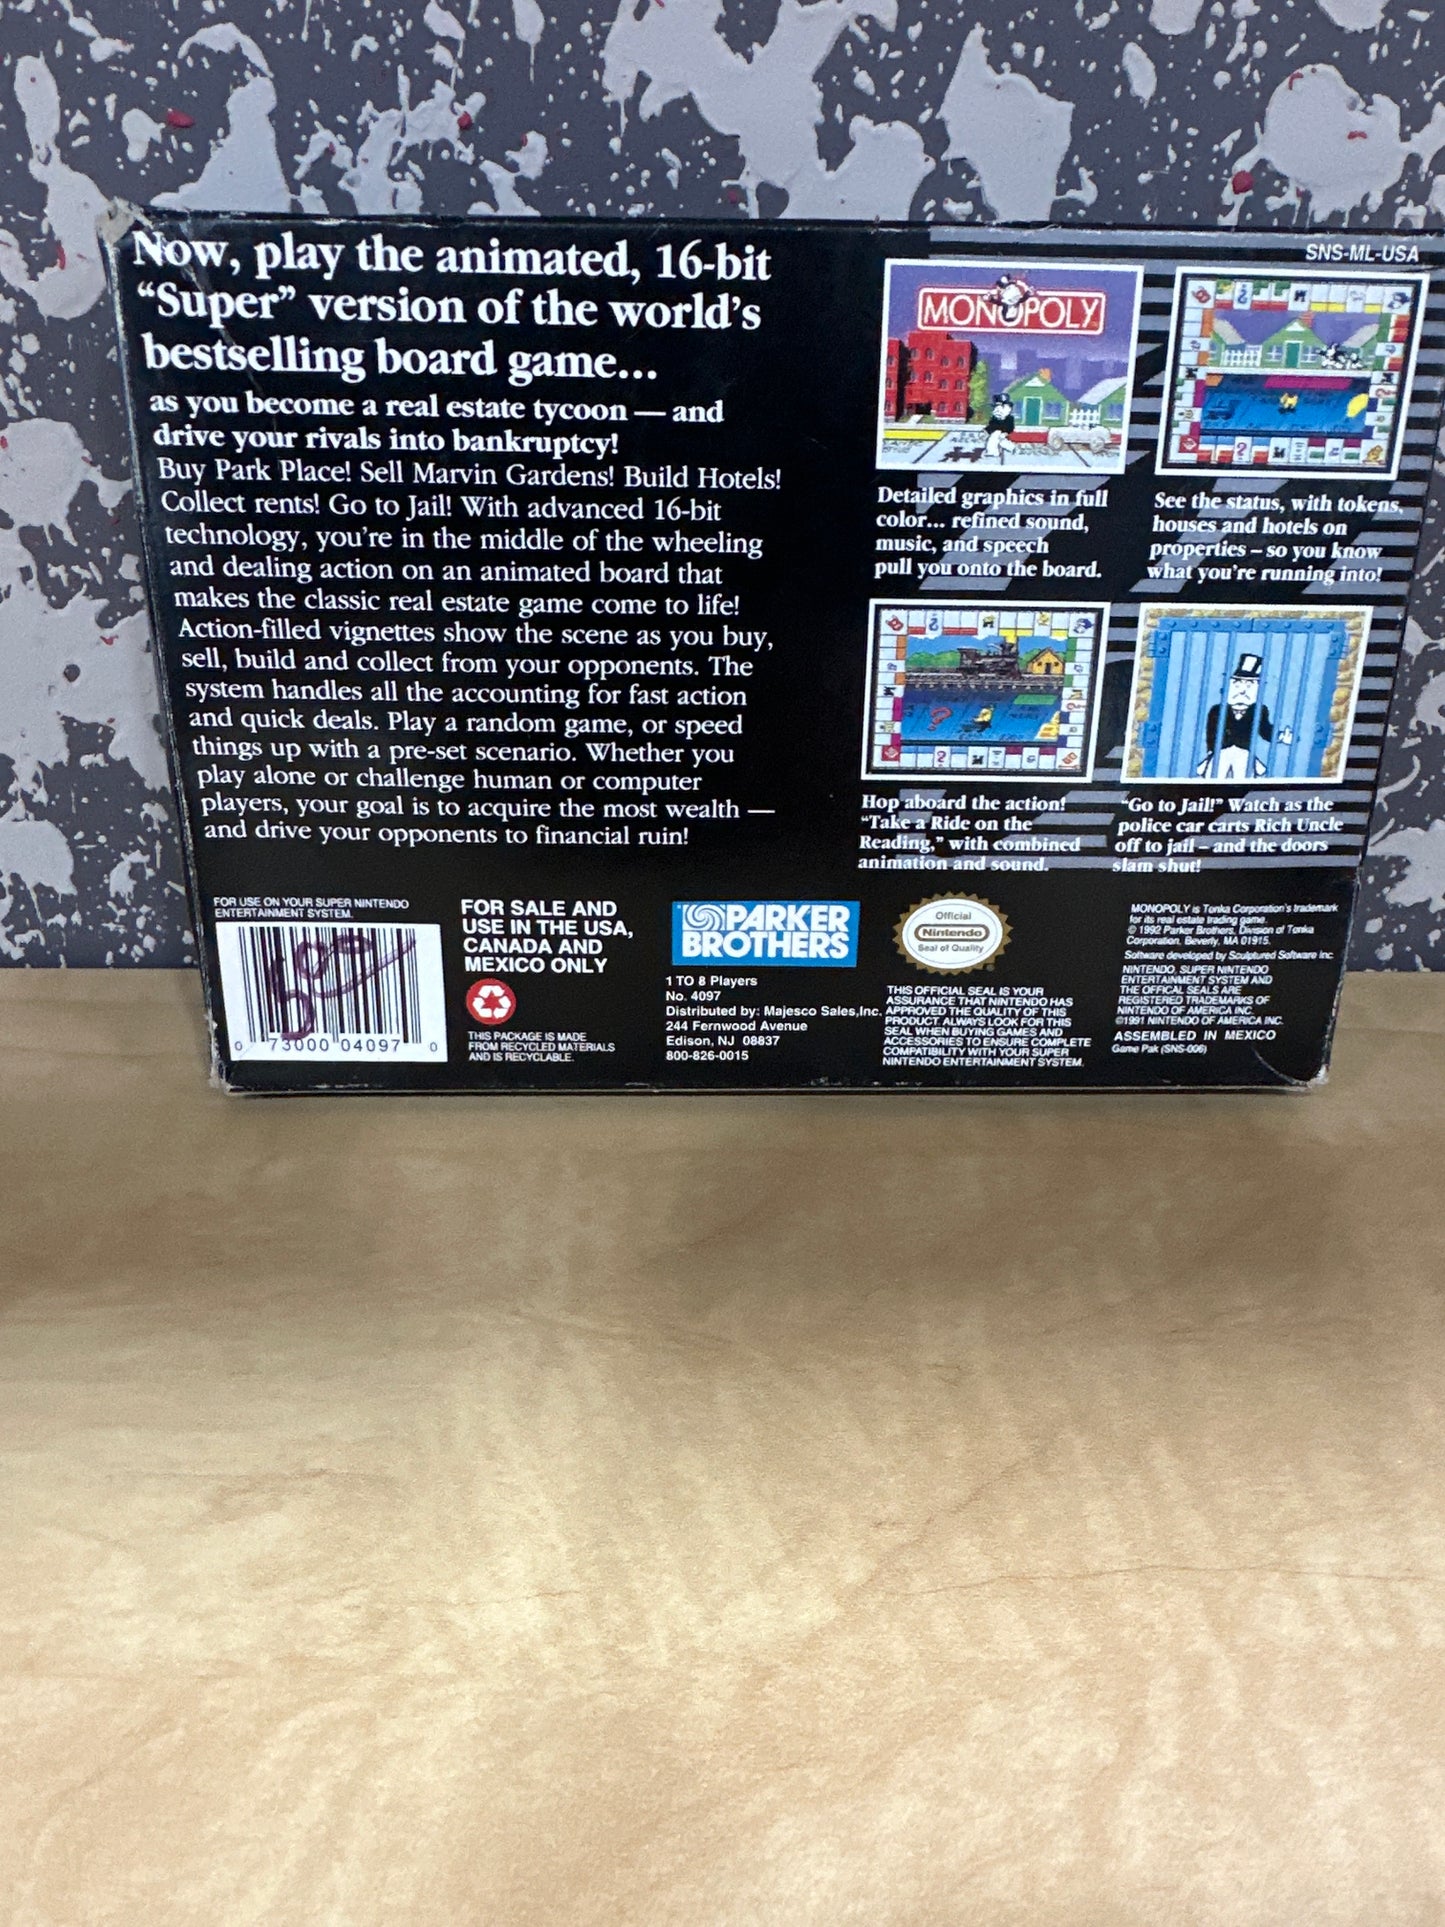 Now, play the animated, 16-bit
“Super” version of the world's
bestselling board game...
as you become a real estate tycoon — and
drive your rivals into bankruptcy!
Buy Park Place! Sell Marvin Gardens! Build Hotels!
Collect rents! Go to Jail! With advanced 16-bit
technology, you're in the middle of the wheeling
and dealing action on an animated board that
makes the classic real estate game come to life!
Action-filled vignettes show the scene as you buy,
sell, build and collect from your opponents. The
system handles all the accounting for fast action
and quick deals. Play a random game, or speed
things up with a pre-set scenario. Whether you
play alone or challenge human or computer
players, your goal is to acquire the most wealth —
and drive your opponents to financial ruin!
SNS-ML-USA
MONOPOLY
Detailed graphics in full
color... refined sound,
music, and speech
pull you onto the board.
See the status, with tokens,
houses and hotels on
properties – so you know
what you're running into!
Hop aboard the action!
“Take a Ride on the
Reading,” with combined
animation and sound.
“Go to Jail!” Watch as the
police car carts Rich Uncle
off to jail – and the doors
slam shut!
FOR USE ON YOUR SUPER NINTENDO
ENTERTAINMENT SYSTEM.
500
0 73000 04097 0
FOR SALE AND
USE IN THE USA,
CANADA AND
MEXICO ONLY
THIS PACKAGE IS MADE
FROM RECYCLED MATERIALS
AND IS RECYCLABLE.
PARKER
BROTHERS
1 TO 8 Players
No. 4097
Distributed by: Majesco Sales, Inc.
244 Fernwood Avenue
Edison, NJ 08837
800-826-0015
Official
Nintendo
Seal of Quality
THIS OFFICIAL SEAL IS YOUR
ASSURANCE THAT NINTENDO HAS
APPROVED THE QUALITY OF THIS
PRODUCT. ALWAYS LOOK FOR THIS
SEAL WHEN BUYING GAMES AND
ACCESSORIES TO ENSURE COMPLETE
COMPATIBILITY WITH YOUR SUPER
NINTENDO ENTERTAINMENT SYSTEM.
MONOPOLY is Tonka Corporation's trademark
for its real estate trading game.
© 1992 Parker Brothers, Division of Tonka
Corporation, Beverly, MA 01915.
Software developed by Sculptured Software Inc.
NINTENDO, SUPER NINTENDO
ENTERTAINMENT SYSTEM AND
THE OFFICAL SEALS ARE
REGISTERED TRADEMARKS OF
NINTENDO OF AMERICA INC.
©1991 NINTENDO OF AMERICA INC.
ASSEMBLED IN MEXICO
Game Pak (SNS-006)